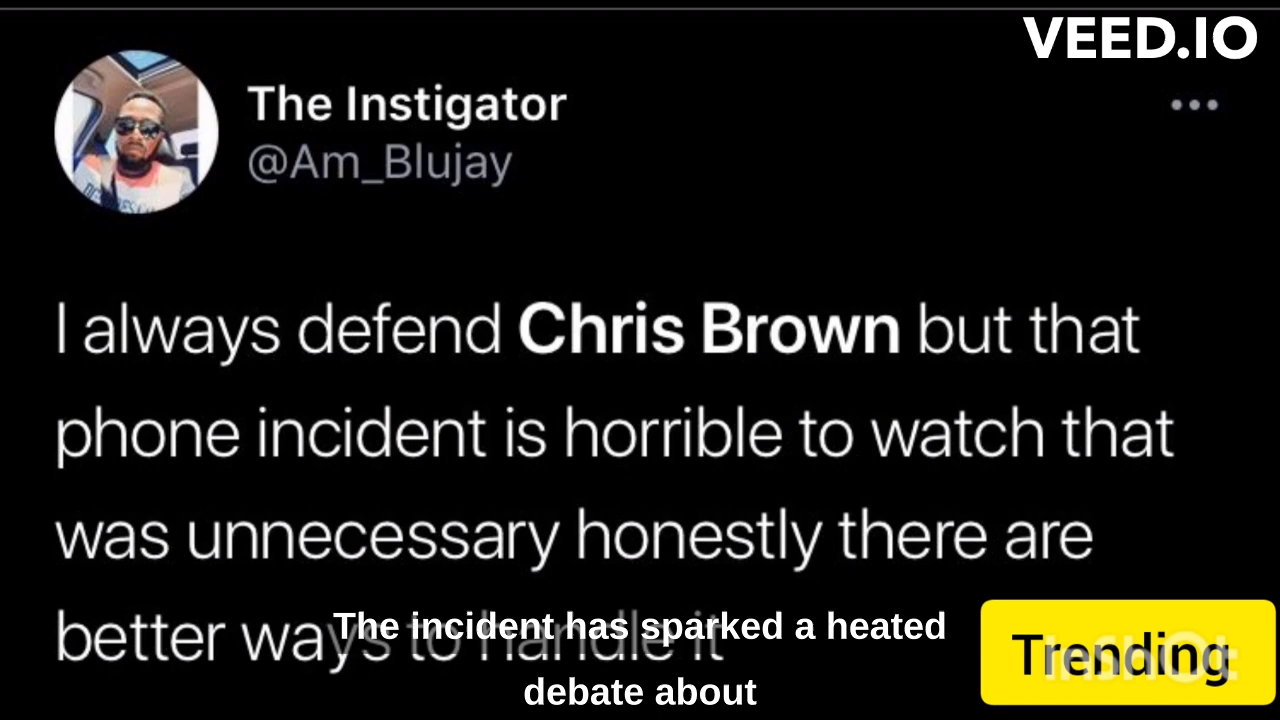 VEED.IO
The Instigator
@Am_Blujay
I always defend Chris Brown but that
phone incident is horrible to watch that
was unnecessary honestly there are
better ways to handle it
The incident has sparked a heated
debate about
Trending
InShOt